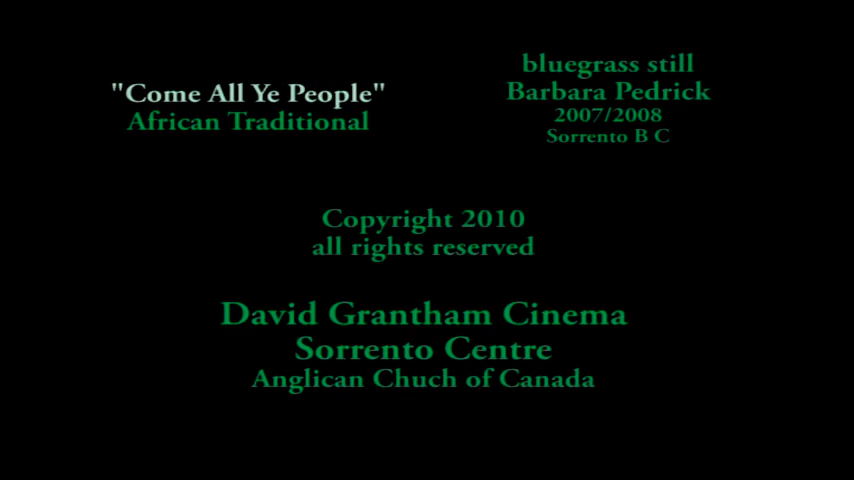 "Come All Ye People"
African Traditional
bluegrass still
Barbara Pedrick
2007/2008
Sorrento B C
Copyright 2010
all rights reserved
David Grantham Cinema
Sorrento Centre
Anglican Chuch of Canada